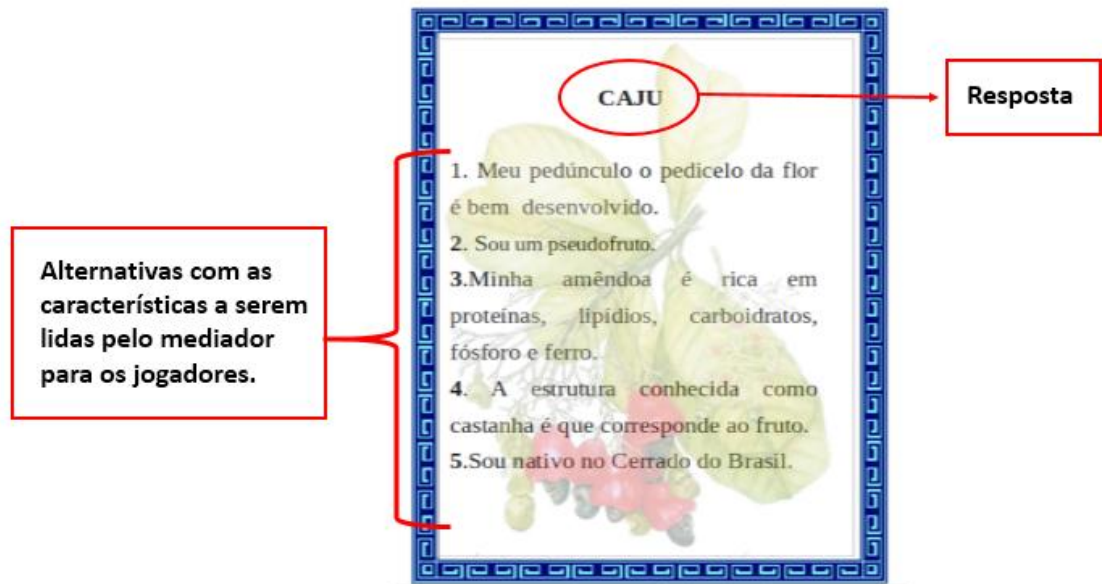 CAJU
Resposta
1. Meu pedúnculo o pedicelo da flor
é bem desenvolvido.
2. Sou um pseudofruto.
3.Minha amêndoa é rica em
proteínas, lipídios, carboidratos,
fósforo e ferro.
4. A estrutura conhecida como
castanha é que corresponde ao fruto.
5.Sou nativo no Cerrado do Brasil.
Alternativas com as
características a serem
lidas pelo mediador
para os jogadores.